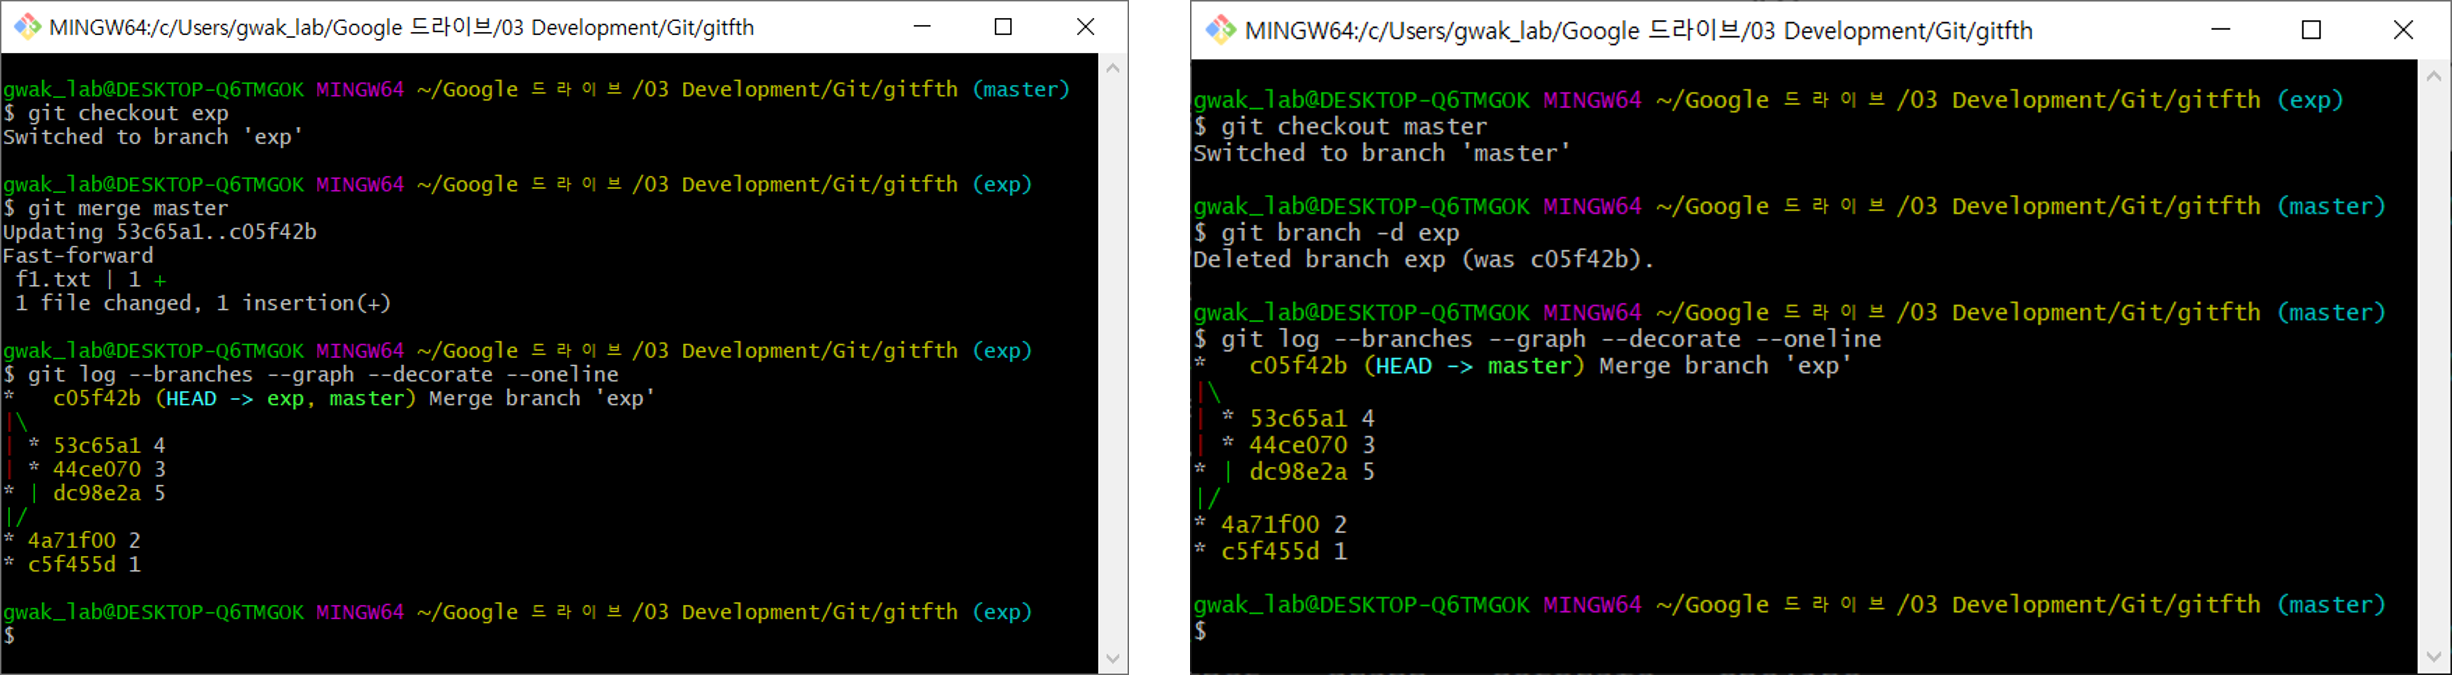 MINGW64:/c/Users/gwak_lab/Google 드라이브/03 Development/Git/gitfth
gwak_lab@DESKTOP-Q6TMGOK MINGW64 ~/Google 드라이브/03 Development/Git/gitfth (master)
$ git checkout exp
Switched to branch 'exp'
gwak_lab@DESKTOP-Q6TMGOK MINGW64 ~/Google 드라이브/03 Development/Git/gitfth (exp)
$ git merge master
Updating 53c65a1..c05f42b
Fast-forward
 f1.txt | 1 +
 1 file changed, 1 insertion(+)
gwak_lab@DESKTOP-Q6TMGOK MINGW64 ~/Google 드라이브/03 Development/Git/gitfth (exp)
$ git log --branches --graph --decorate --oneline
*   c05f42b (HEAD -> exp, master) Merge branch 'exp'
|\
| * 53c65a1 4
| * 44ce070 3
* | dc98e2a 5
|/
* 4a71f00 2
* c5f455d 1
gwak_lab@DESKTOP-Q6TMGOK MINGW64 ~/Google 드라이브/03 Development/Git/gitfth (exp)
$
MINGW64:/c/Users/gwak_lab/Google 드라이브/03 Development/Git/gitfth
gwak_lab@DESKTOP-Q6TMGOK MINGW64 ~/Google 드라이브/03 Development/Git/gitfth (exp)
$ git checkout master
Switched to branch 'master'
gwak_lab@DESKTOP-Q6TMGOK MINGW64 ~/Google 드라이브/03 Development/Git/gitfth (master)
$ git branch -d exp
Deleted branch exp (was c05f42b).
gwak_lab@DESKTOP-Q6TMGOK MINGW64 ~/Google 드라이브/03 Development/Git/gitfth (master)
$ git log --branches --graph --decorate --oneline
*   c05f42b (HEAD -> master) Merge branch 'exp'
|\
| * 53c65a1 4
| * 44ce070 3
* | dc98e2a 5
|/
* 4a71f00 2
* c5f455d 1
gwak_lab@DESKTOP-Q6TMGOK MINGW64 ~/Google 드라이브/03 Development/Git/gitfth (master)
$